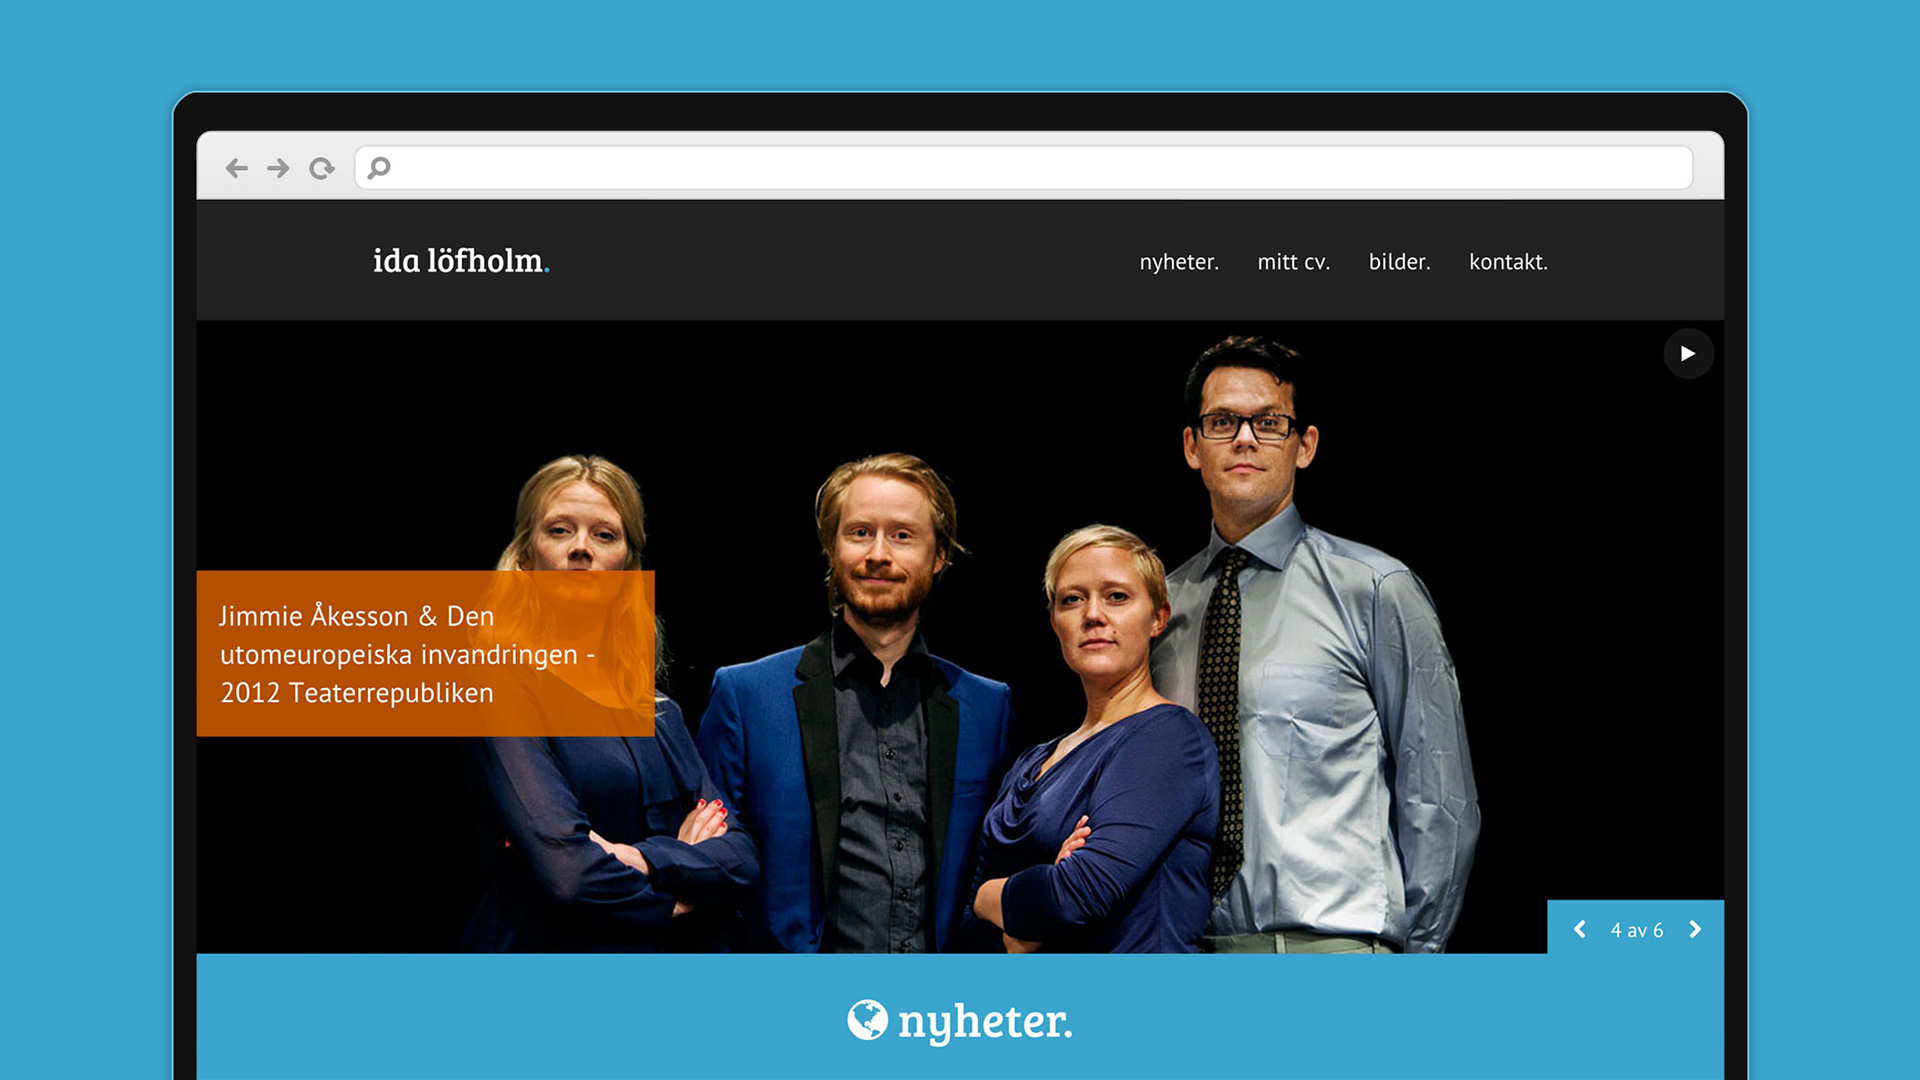 ida löfholm.
nyheter. mitt cv. bilder. kontakt.
Jimmie Åkesson & Den
utomeuropeiska invandringen -
2012 Teaterrepubliken
4 av 6
nyheter.